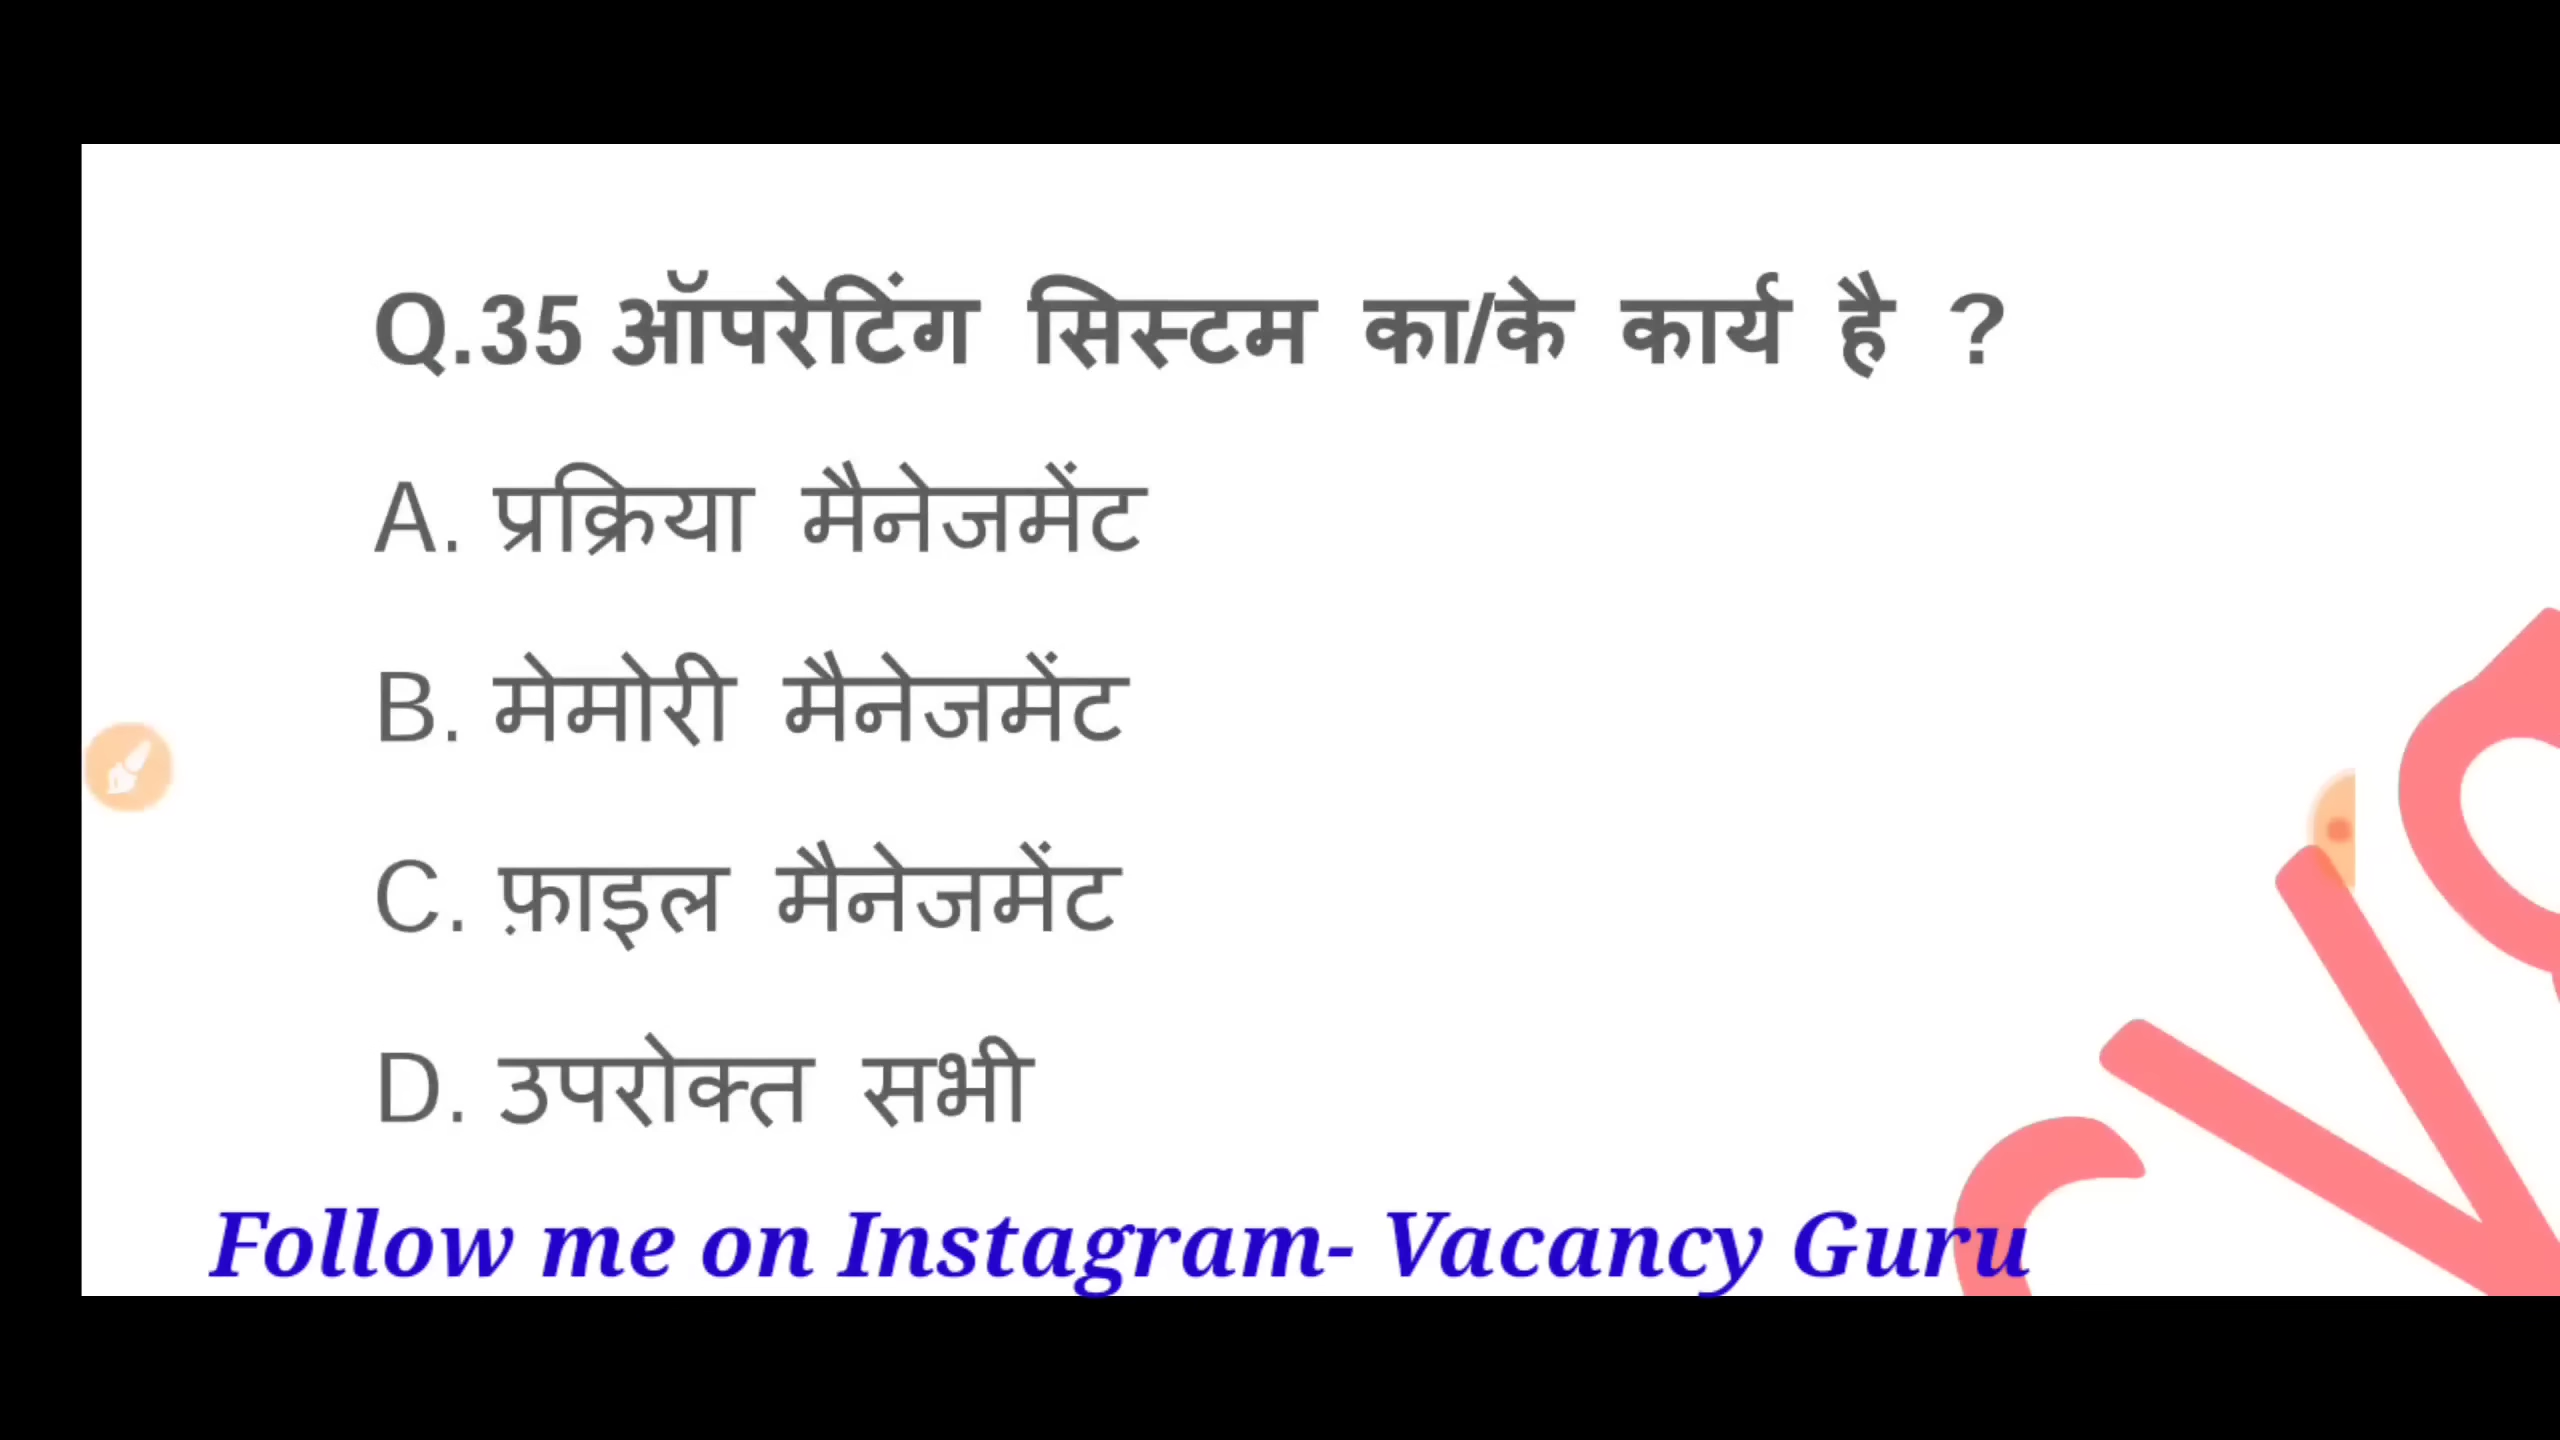 Q.35 ऑपरेटिंग सिस्टम का/के कार्य है ?
A. प्रक्रिया मैनेजमेंट
B. मेमोरी मैनेजमेंट
C. फ़ाइल मैनेजमेंट
D. उपरोक्त सभी
Follow me on Instagram- Vacancy Guru